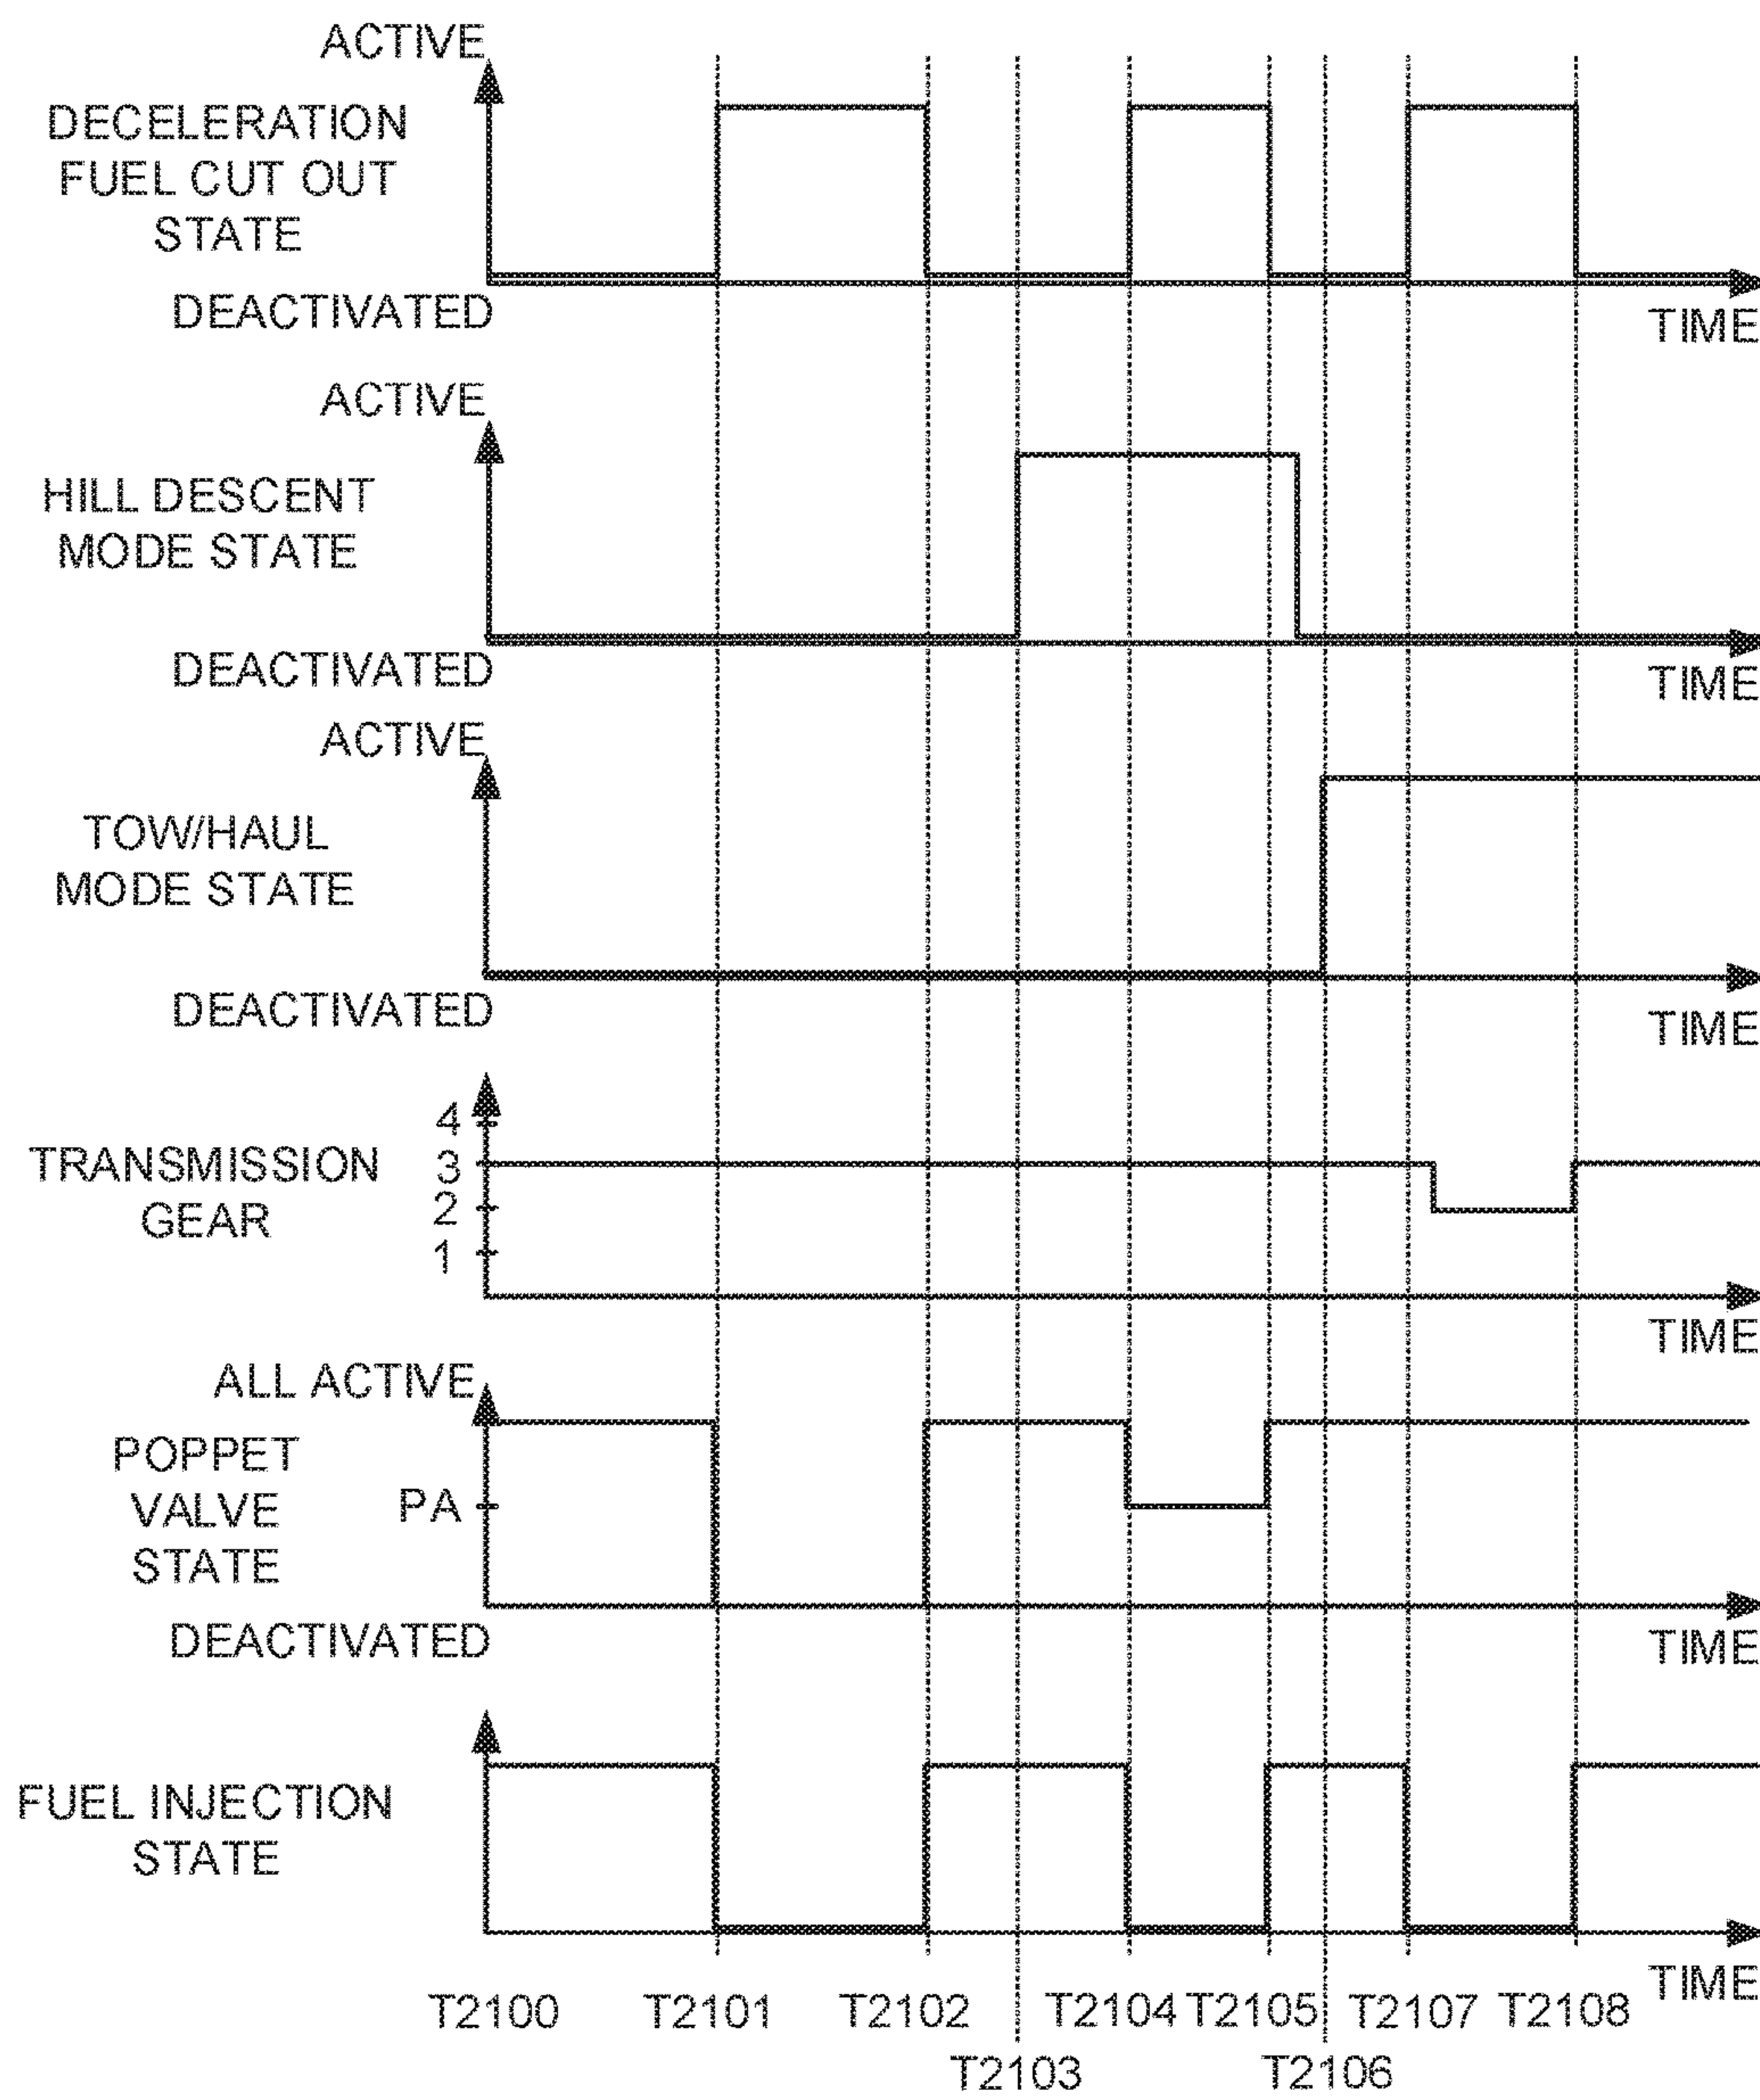 ACTIVE
DECELERATION
FUEL CUT OUT
STATE
DEACTIVATED
TIME
ACTIVE
HILL DESCENT
MODE STATE
DEACTIVATED
TIME
ACTIVE
TOW/HAUL
MODE STATE
DEACTIVATED
TIME
4
TRANSMISSION 3
GEAR 2
1
TIME
ALL ACTIVE
POPPET
VALVE PA
STATE
DEACTIVATED
TIME
FUEL INJECTION
STATE
TIME
T2100 T2101 T2102 T2104 T2105 T2107 T2108
T2103 T2106